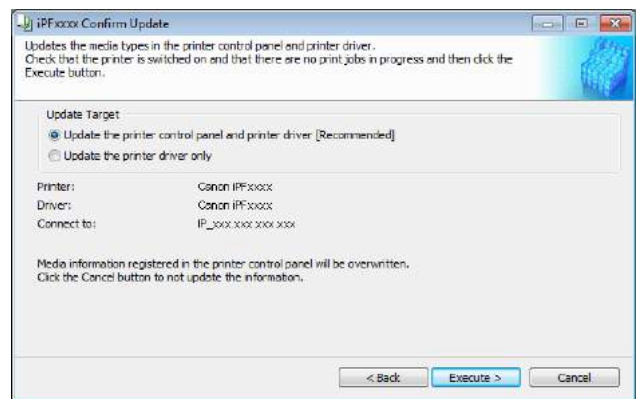 iPFxxxx Confirm Update
Updates the media types in the printer control panel and printer driver.
Check that the printer is switched on and that there are no print jobs in progress and then click the
Execute button.
Update Target
Update the printer control panel and printer driver [Recommended]
Update the printer driver only
Printer: Canon iPFxxxx
Driver: Canon iPFxxxx
Connect to: IP_xxx.xxx.xxx.xxx
Media information registered in the printer control panel will be overwritten.
Click the Cancel button to not update the information.
< Back Execute > Cancel